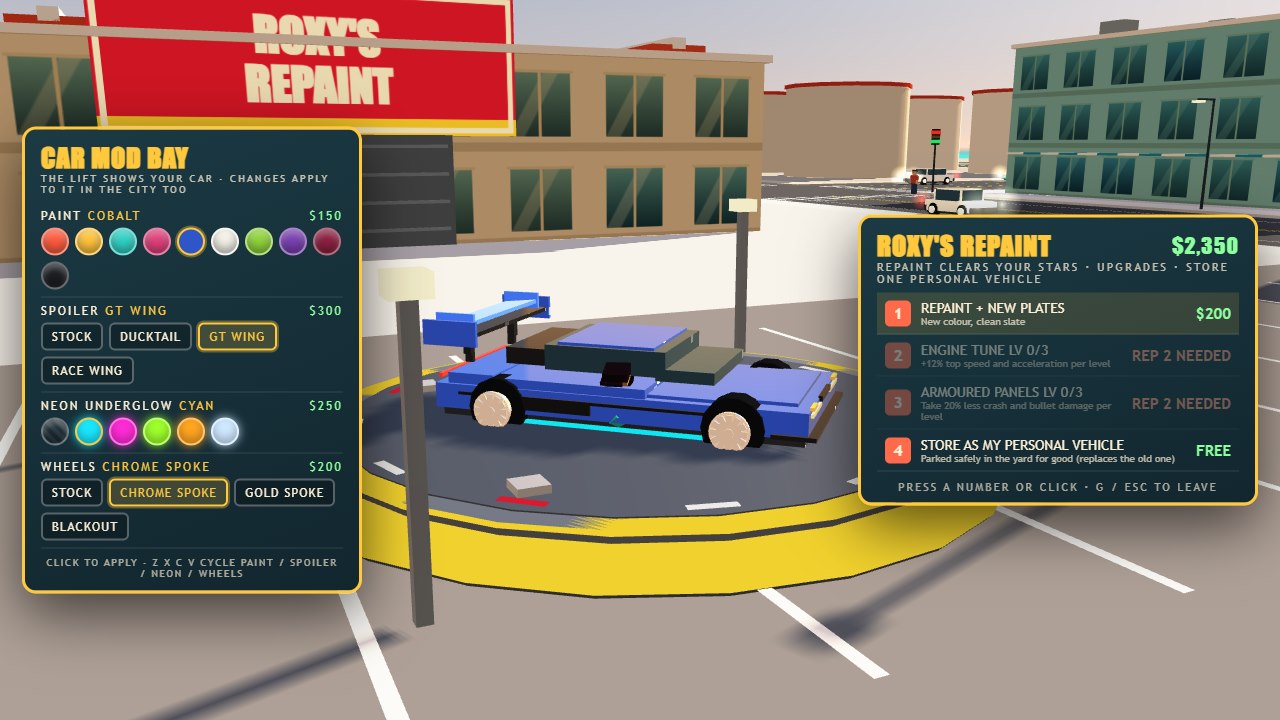 ROXY'S
REPAINT
CAR MOD BAY
THE LIFT SHOWS YOUR CAR - CHANGES APPLY
TO IT IN THE CITY TOO
PAINT COBALT $150
SPOILER GT WING $300
STOCK DUCKTAIL GT WING
RACE WING
NEON UNDERGLOW CYAN $250
WHEELS CHROME SPOKE $200
STOCK CHROME SPOKE GOLD SPOKE
BLACKOUT
CLICK TO APPLY - Z X C V CYCLE PAINT / SPOILER
/ NEON / WHEELS
ROXY'S REPAINT $2,350
REPAINT CLEARS YOUR STARS · UPGRADES · STORE
ONE PERSONAL VEHICLE
1 REPAINT + NEW PLATES $200
New colour, clean slate
2 ENGINE TUNE LV 0/3 REP 2 NEEDED
+12% top speed and acceleration per level
3 ARMOURED PANELS LV 0/3 REP 2 NEEDED
Take 20% less crash and bullet damage per
level
4 STORE AS MY PERSONAL VEHICLE FREE
Parked safely in the yard for good (replaces the old one)
PRESS A NUMBER OR CLICK · G / ESC TO LEAVE